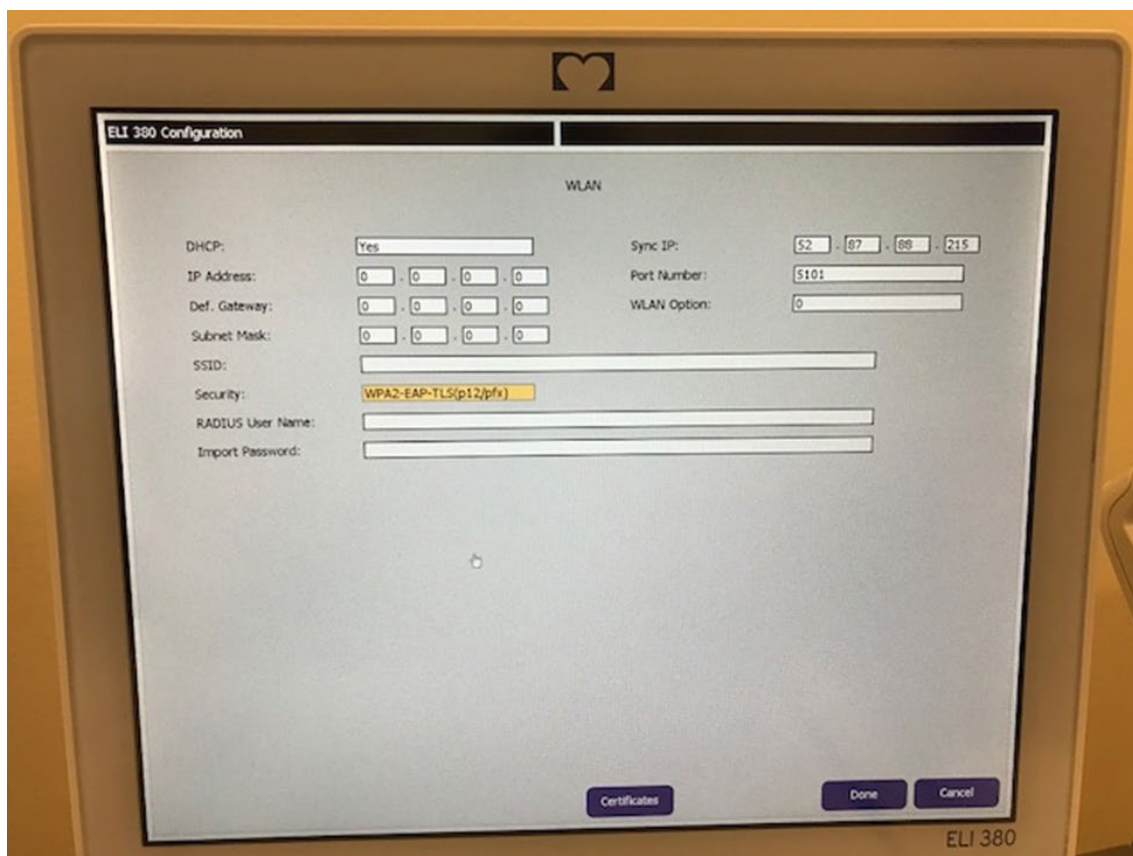 ELI 380 Configuration
WLAN
DHCP: Yes Sync IP: 52 . 87 . 88 . 215
IP Address: 0 . 0 . 0 . 0 Port Number: 5101
Def. Gateway: 0 . 0 . 0 . 0 WLAN Option: 0
Subnet Mask: 0 . 0 . 0 . 0
SSID:
Security: WPA2-EAP-TLS(p12/pfx)
RADIUS User Name:
Import Password:
Certificates Done Cancel
ELI 380